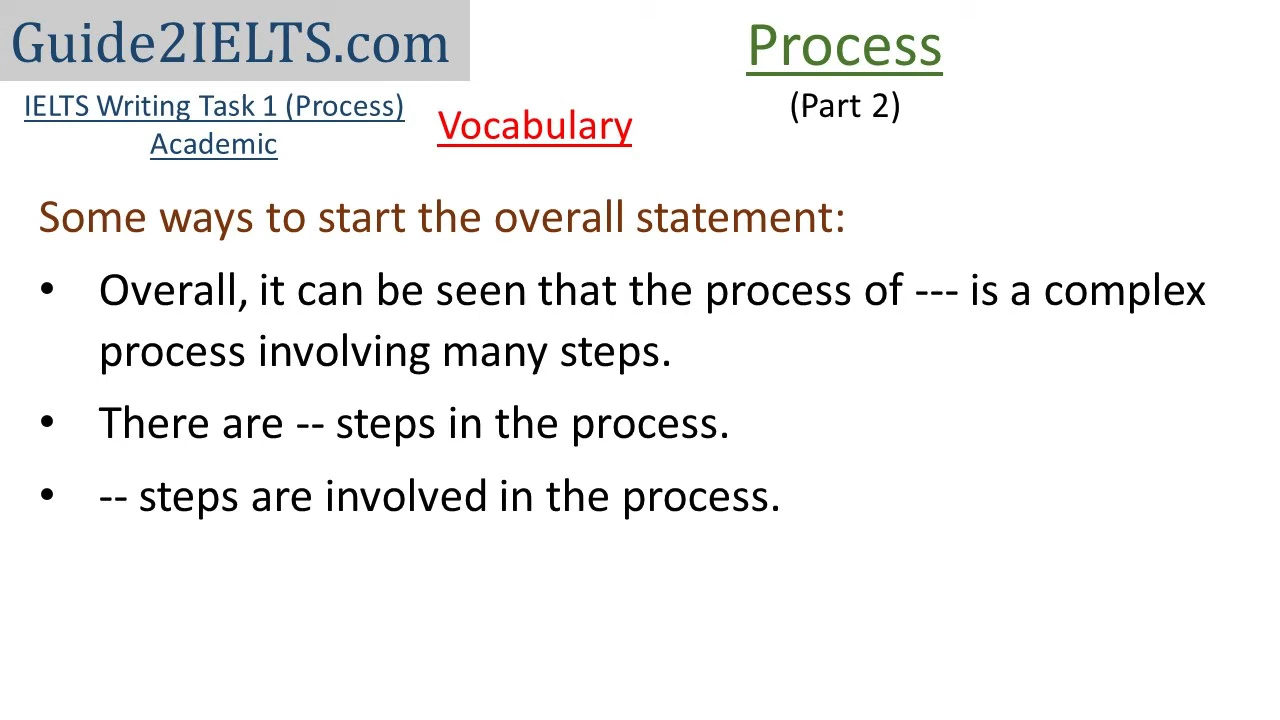 Guide2IELTS.com
Process
IELTS Writing Task 1 (Process)
Academic
Vocabulary
(Part 2)
Some ways to start the overall statement:
• Overall, it can be seen that the process of --- is a complex
process involving many steps.
• There are -- steps in the process.
• -- steps are involved in the process.